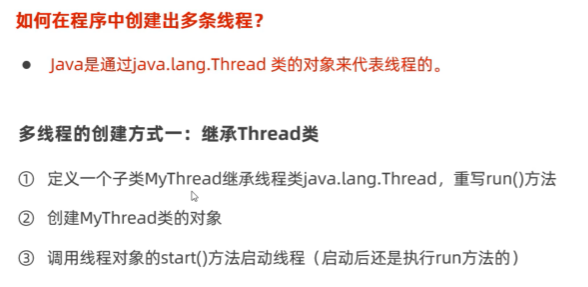 如何在程序中创建出多条线程？
● Java是通过java.lang.Thread 类的对象来代表线程的。
多线程的创建方式一：继承Thread类
① 定义一个子类MyThread继承线程类java.lang.Thread，重写run()方法
② 创建MyThread类的对象
③ 调用线程对象的start()方法启动线程（启动后还是执行run方法的）